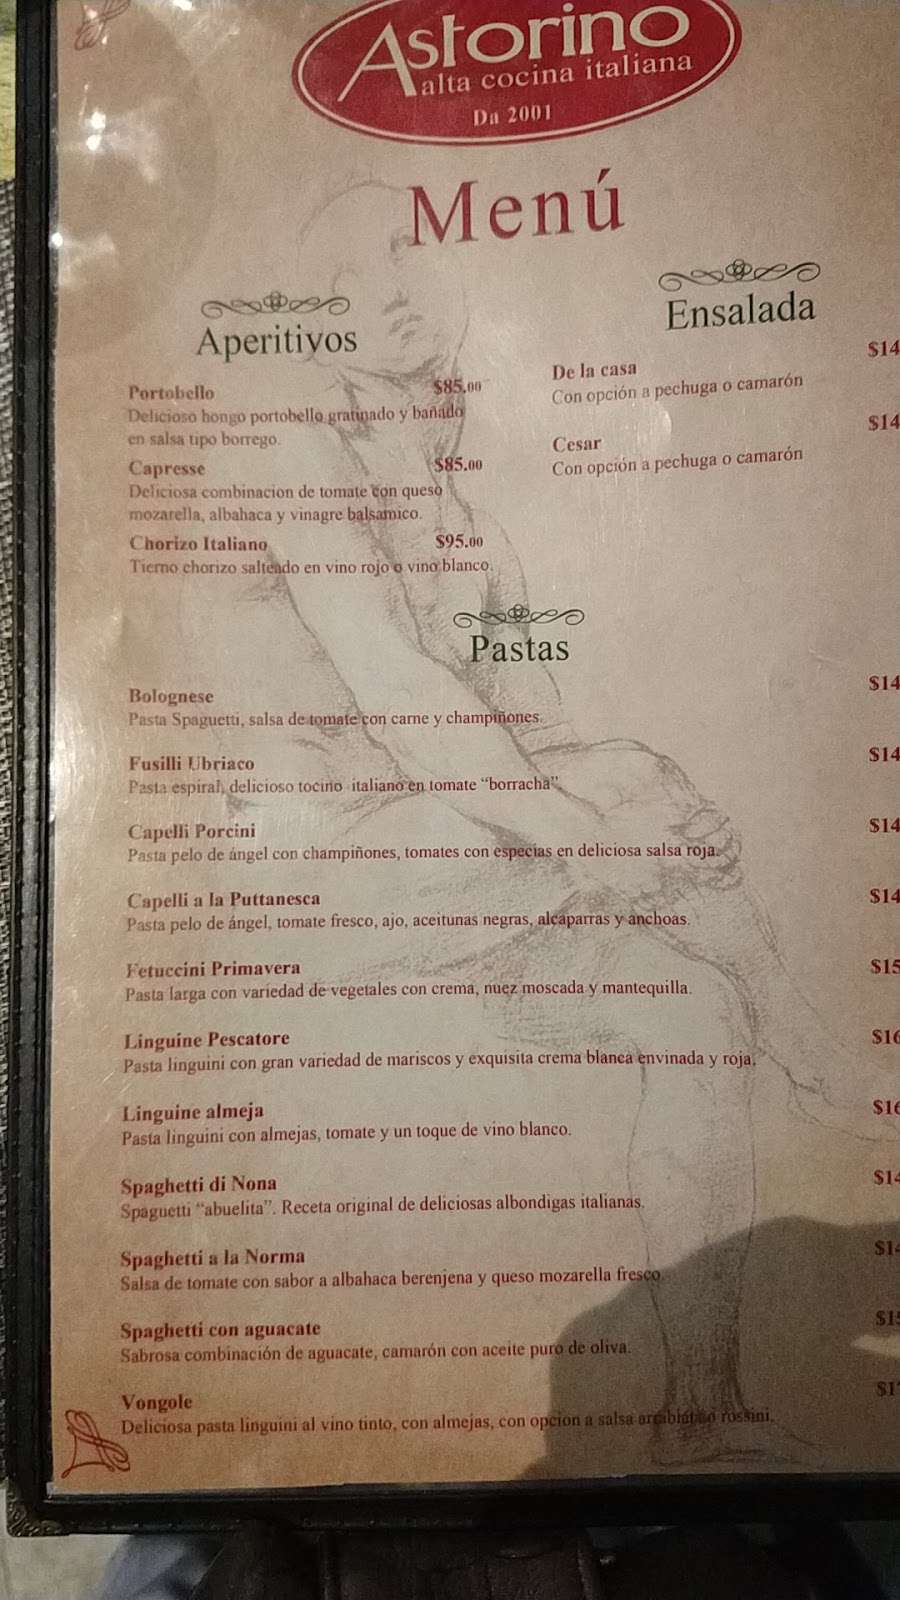 Astorino
alta cocina italiana
Da 2001
Menú
Aperitivos
Portobello $85.00
Delicioso hongo portobello gratinado y bañado
en salsa tipo borrego.
Capresse $85.00
Deliciosa combinacion de tomate con queso
mozarella, albahaca y vinagre balsamico.
Chorizo Italiano $95.00
Tierno chorizo salteado en vino rojo o vino blanco.
Ensalada
De la casa $14
Con opción a pechuga o camarón
Cesar $14
Con opción a pechuga o camarón
Pastas
Bolognese $14
Pasta Spaguetti, salsa de tomate con carne y champiñones.
Fusilli Ubriaco $14
Pasta espiral, delicioso tocino italiano en tomate “borracha”.
Capelli Porcini $14
Pasta pelo de ángel con champiñones, tomates con especias en deliciosa salsa roja.
Capelli a la Puttanesca $14
Pasta pelo de ángel, tomate fresco, ajo, aceitunas negras, alcaparras y anchoas.
Fetuccini Primavera $15
Pasta larga con variedad de vegetales con crema, nuez moscada y mantequilla.
Linguine Pescatore $16
Pasta linguini con gran variedad de mariscos y exquisita crema blanca envinada y roja.
Linguine almeja $16
Pasta linguini con almejas, tomate y un toque de vino blanco.
Spaghetti di Nona $14
Spaguetti “abuelita”. Receta original de deliciosas albondigas italianas.
Spaghetti a la Norma $14
Salsa de tomate con sabor a albahaca berenjena y queso mozarella fresco.
Spaghetti con aguacate $15
Sabrosa combinación de aguacate, camarón con aceite puro de oliva.
Vongole $17
Deliciosa pasta linguini al vino tinto, con almejas, con opcion a salsa rossini.